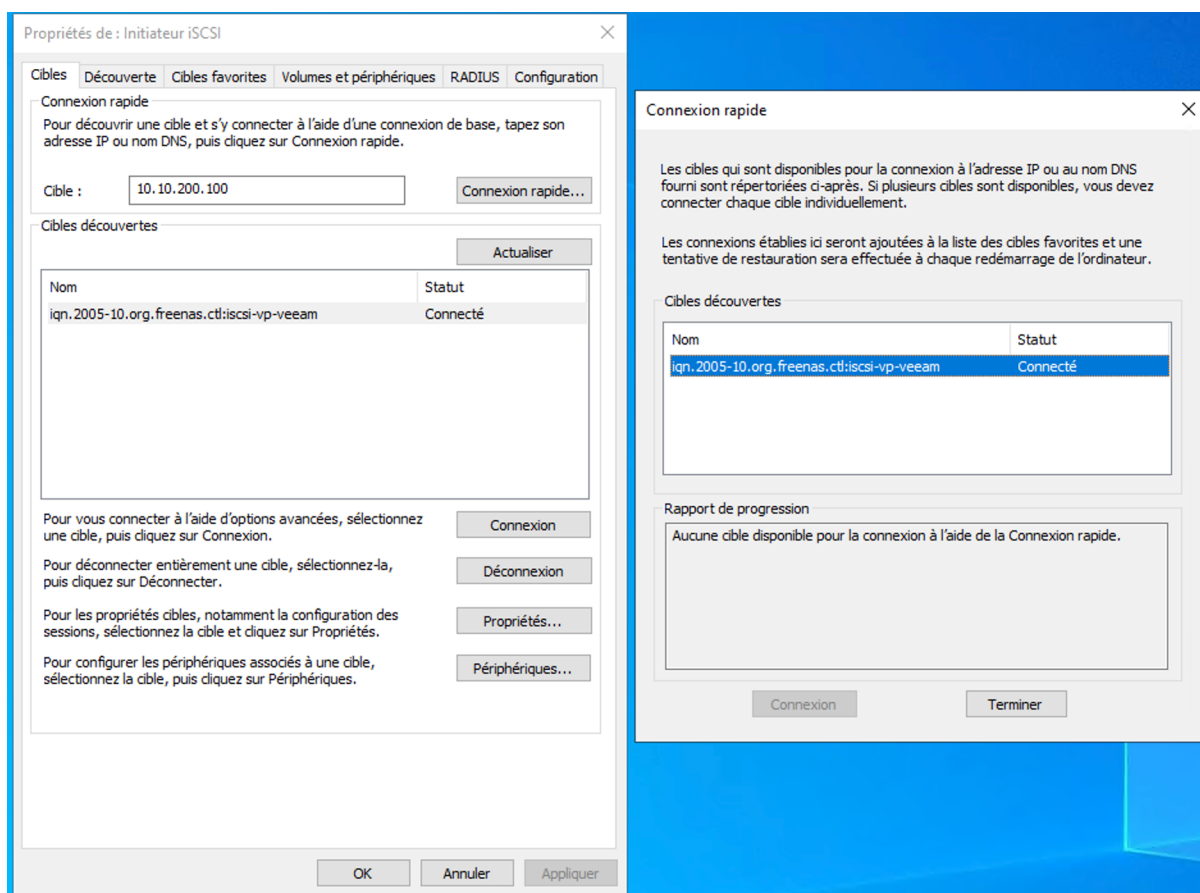 Propriétés de : Initiateur iSCSI
Cibles
Découverte
Cibles favorites
Volumes et périphériques
RADIUS
Configuration
Connexion rapide
Pour découvrir une cible et s'y connecter à l'aide d'une connexion de base, tapez son
adresse IP ou nom DNS, puis cliquez sur Connexion rapide.
Cible :
10.10.200.100
Connexion rapide...
Cibles découvertes
Actualiser
Nom
Statut
iqn.2005-10.org.freenas.ctl:iscsi-vp-veeam
Connecté
Pour vous connecter à l'aide d'options avancées, sélectionnez
une cible, puis cliquez sur Connexion.
Connexion
Pour déconnecter entièrement une cible, sélectionnez-la,
puis cliquez sur Déconnecter.
Déconnexion
Pour les propriétés cibles, notamment la configuration des
sessions, sélectionnez la cible et cliquez sur Propriétés.
Propriétés...
Pour configurer les périphériques associés à une cible,
sélectionnez la cible, puis cliquez sur Périphériques.
Périphériques...
OK
Annuler
Appliquer
Connexion rapide
Les cibles qui sont disponibles pour la connexion à l'adresse IP ou au nom DNS
fourni sont répertoriées ci-après. Si plusieurs cibles sont disponibles, vous devez
connecter chaque cible individuellement.
Les connexions établies ici seront ajoutées à la liste des cibles favorites et une
tentative de restauration sera effectuée à chaque redémarrage de l'ordinateur.
Cibles découvertes
Nom
Statut
iqn.2005-10.org.freenas.ctl:iscsi-vp-veeam
Connecté
Rapport de progression
Aucune cible disponible pour la connexion à l'aide de la Connexion rapide.
Connexion
Terminer